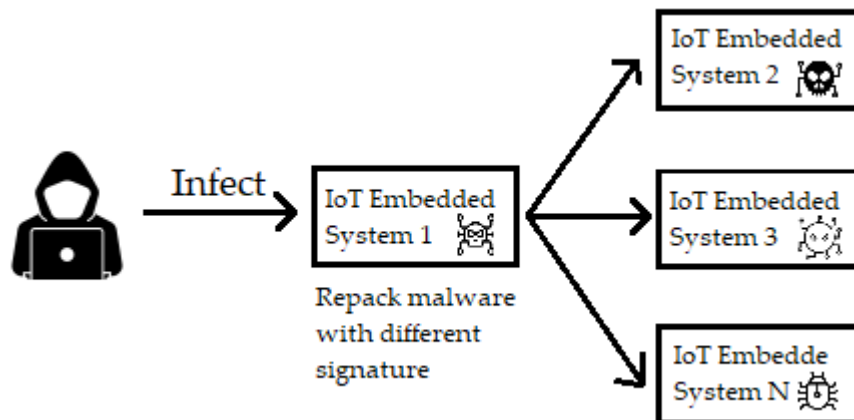 Infect
IoT Embedded
System 1
Repack malware
with different
signature
IoT Embedded
System 2
IoT Embedded
System 3
IoT Embedde
System N